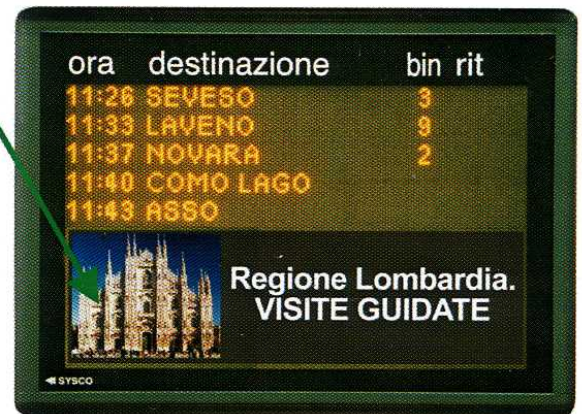 ora destinazione bin rit
11:26 SEVESO 3
11:33 LAVENO 9
11:37 NOVARA 2
11:40 COMO LAGO
11:43 ASSO
Regione Lombardia.
VISITE GUIDATE
SYSCO